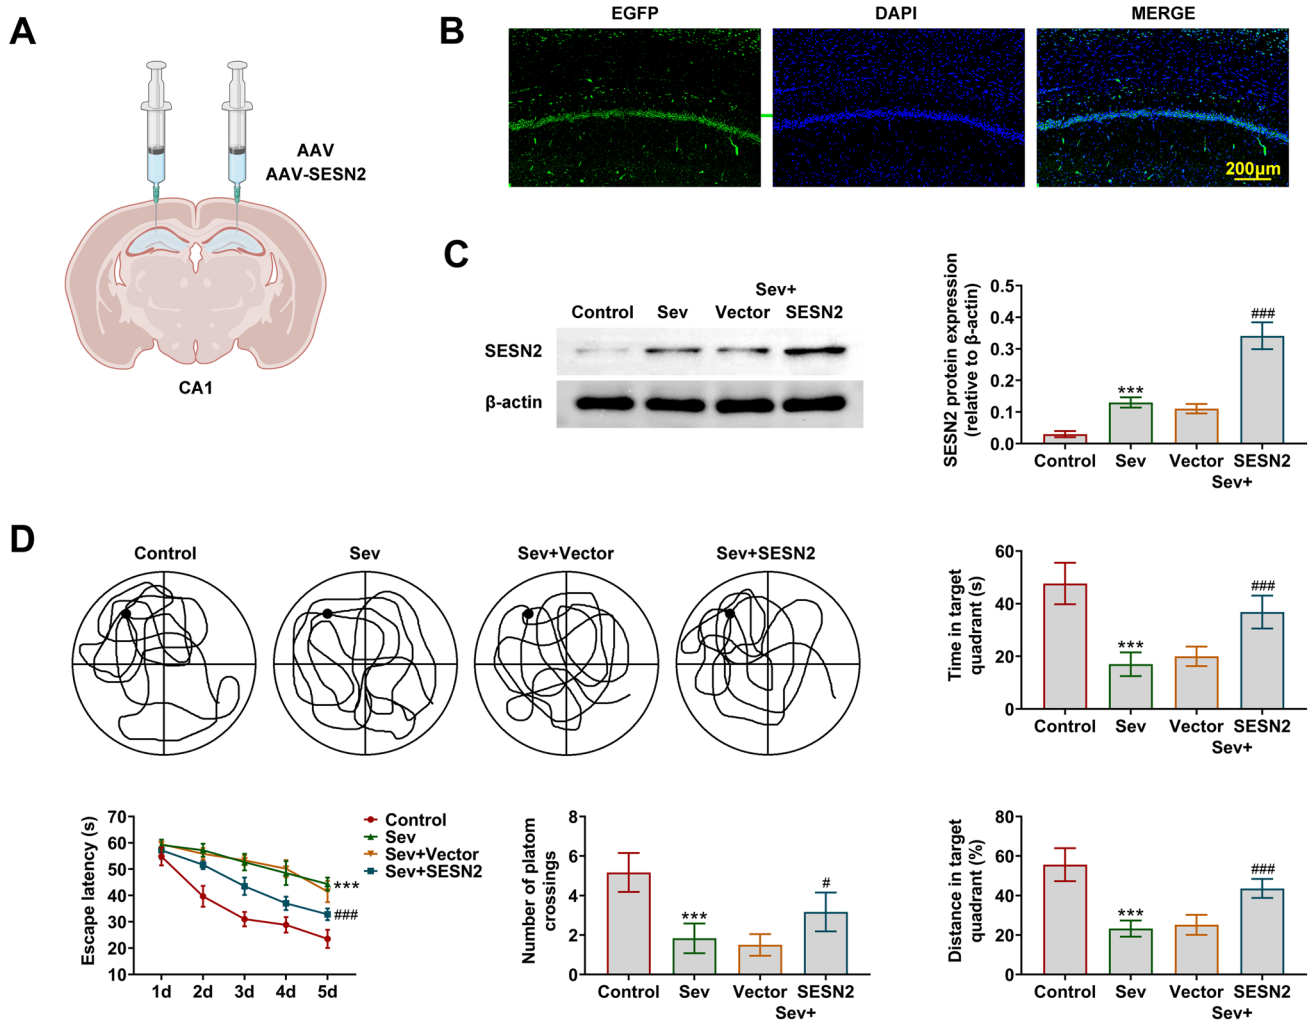 A
AAV
AAV-SESN2
CA1
B
EGFP
DAPI
MERGE
200μm
C
Sev+
Control
Sev
Vector
SESN2
SESN2
β-actin
SESN2 protein expression
(relative to β-actin)
0.5
0.4
0.3
0.2
0.1
0.0
***
###
Control
Sev
Vector
SESN2
Sev+
D
Control
Sev
Sev+Vector
Sev+SESN2
Time in target
quadrant (s)
60
40
20
0
***
###
Control
Sev
Vector
SESN2
Sev+
Escape latency (s)
70
60
50
40
30
20
10
1d
2d
3d
4d
5d
***
###
Control
Sev
Sev+Vector
Sev+SESN2
Number of platom
crossings
8
6
4
2
0
***
#
Control
Sev
Vector
SESN2
Sev+
Distance in target
quadrant (%)
80
60
40
20
0
***
###
Control
Sev
Vector
SESN2
Sev+